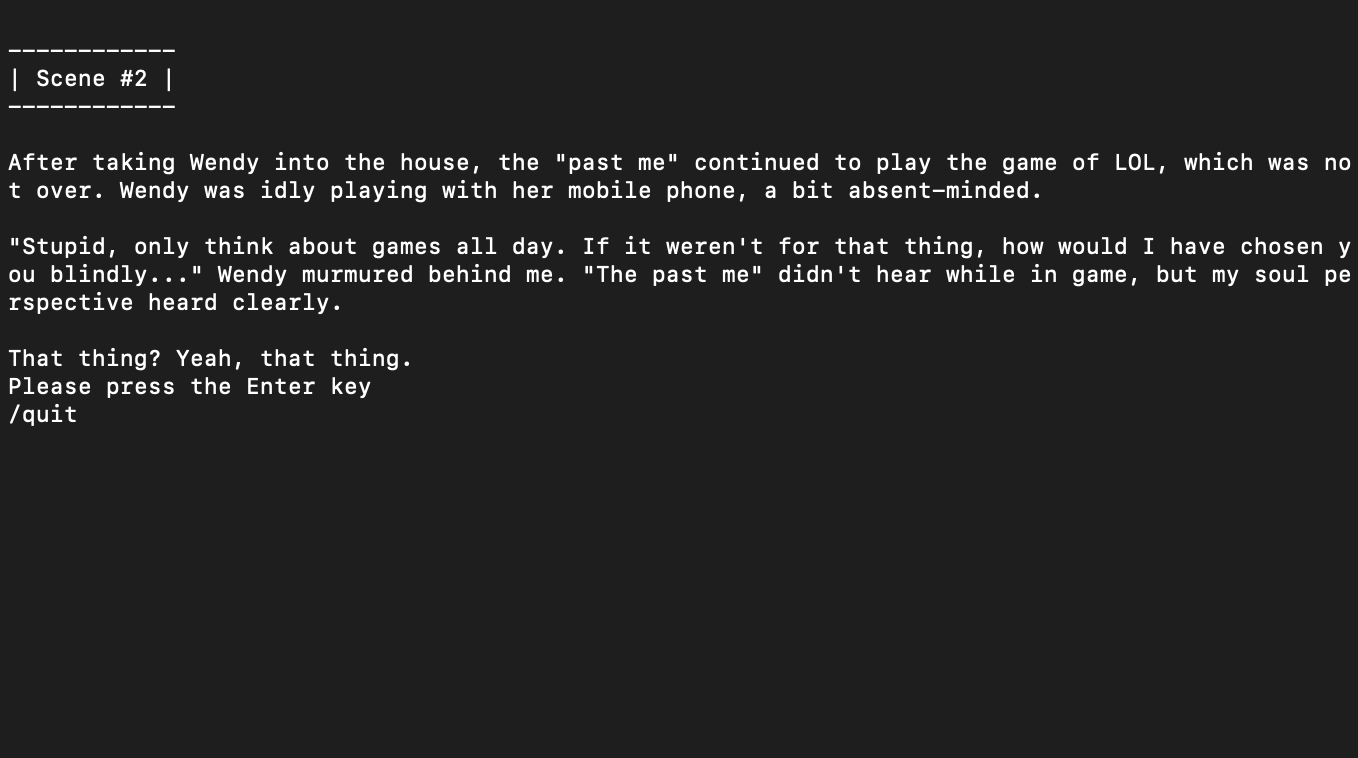 ------------
| Scene #2 |
------------
After taking Wendy into the house, the "past me" continued to play the game of LOL, which was no
t over. Wendy was idly playing with her mobile phone, a bit absent-minded.
"Stupid, only think about games all day. If it weren't for that thing, how would I have chosen y
ou blindly..." Wendy murmured behind me. "The past me" didn't hear while in game, but my soul pe
rspective heard clearly.
That thing? Yeah, that thing.
Please press the Enter key
/quit